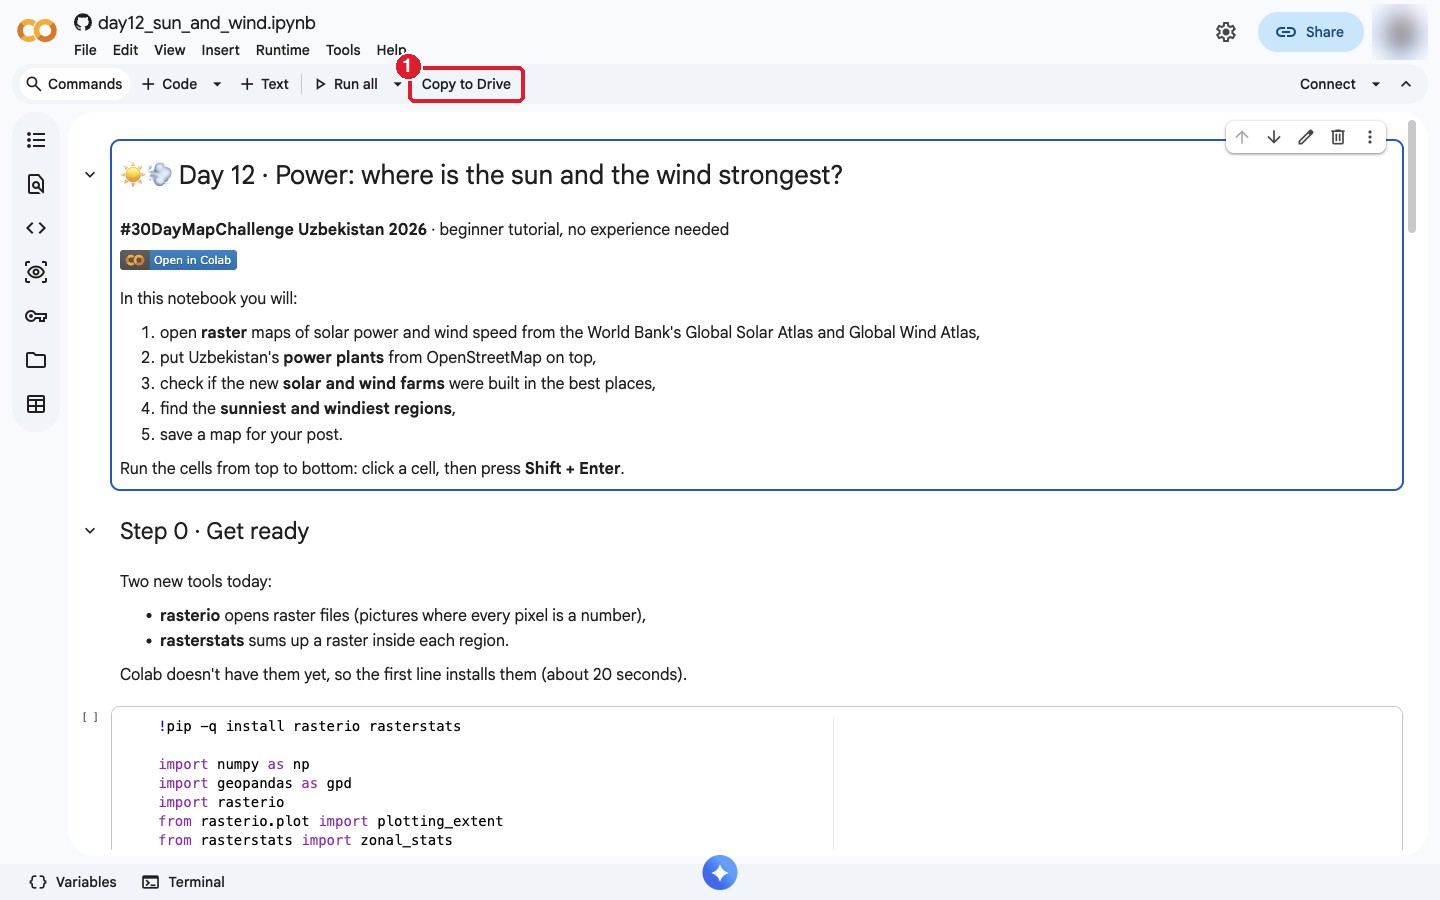 day12_sun_and_wind.ipynb
File Edit View Insert Runtime Tools Help
Share
1
Commands + Code + Text Run all Copy to Drive
Connect
☀️💨 Day 12 · Power: where is the sun and the wind strongest?
#30DayMapChallenge Uzbekistan 2026 · beginner tutorial, no experience needed
Open in Colab
In this notebook you will:
1. open raster maps of solar power and wind speed from the World Bank's Global Solar Atlas and Global Wind Atlas,
2. put Uzbekistan's power plants from OpenStreetMap on top,
3. check if the new solar and wind farms were built in the best places,
4. find the sunniest and windiest regions,
5. save a map for your post.
Run the cells from top to bottom: click a cell, then press Shift + Enter.
Step 0 · Get ready
Two new tools today:
• rasterio opens raster files (pictures where every pixel is a number),
• rasterstats sums up a raster inside each region.
Colab doesn't have them yet, so the first line installs them (about 20 seconds).
[ ]
!pip -q install rasterio rasterstats
import numpy as np
import geopandas as gpd
import rasterio
from rasterio.plot import plotting_extent
from rasterstats import zonal_stats
Variables Terminal